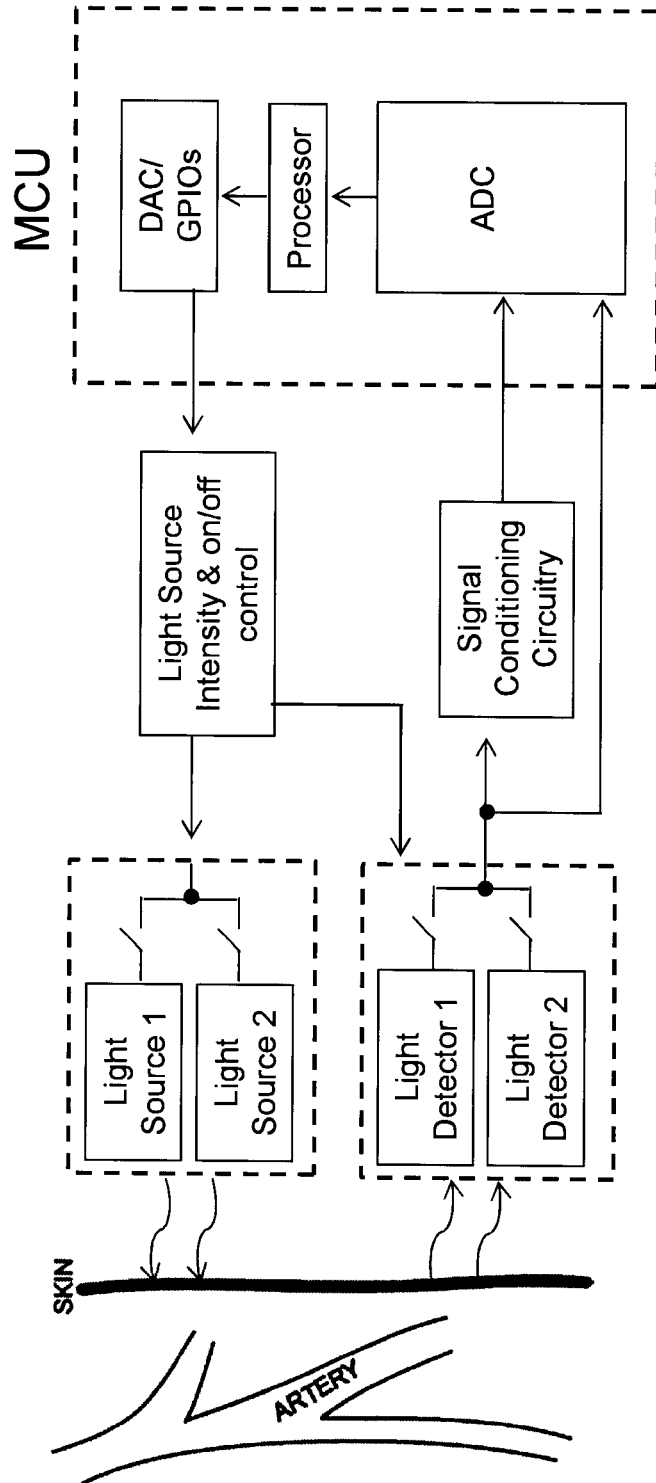 MCU
DAC/
GPIOs
Processor
ADC
Light Source
Intensity & on/off
control
Signal
Conditioning
Circuitry
Light
Source 1
Light
Source 2
Light
Detector 1
Light
Detector 2
SKIN
ARTERY